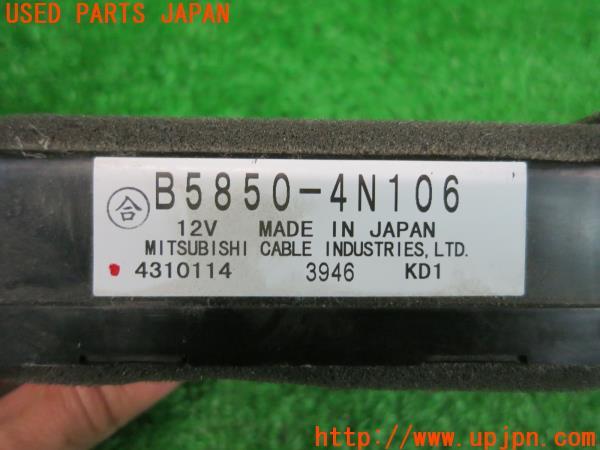 USED PARTS JAPAN
合 B5850-4N106
12V MADE IN JAPAN
MITSUBISHI CABLE INDUSTRIES, LTD.
4310114 3946 KD1
http://www.upjpn.com